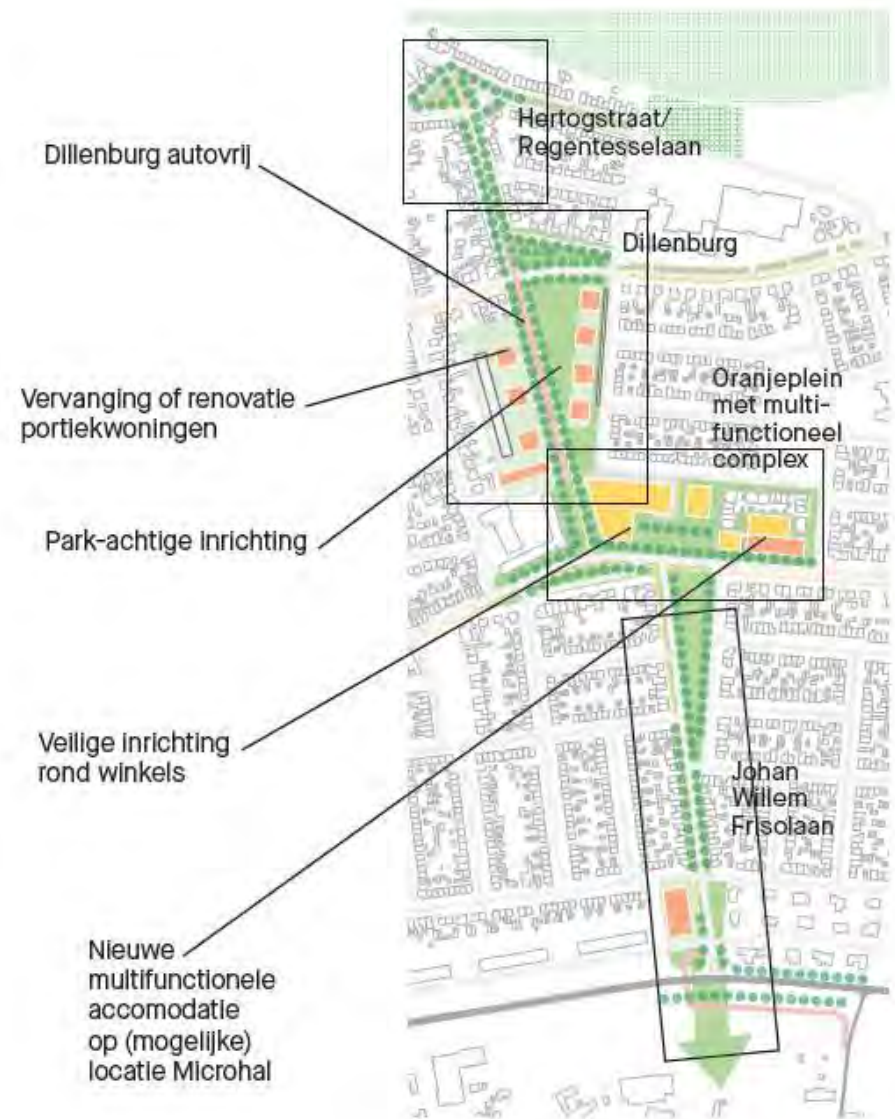 Hertogstraat/
Regentesselaan
Dillenburg autovrij
Dillenburg
Vervanging of renovatie
portiekwoningen
Oranjeplein
met multi-
functioneel
complex
Park-achtige inrichting
Veilige inrichting
rond winkels
Johan
Willem
Frisolaan
Nieuwe
multifunctionele
accomodatie
op (mogelijke)
locatie Microhal